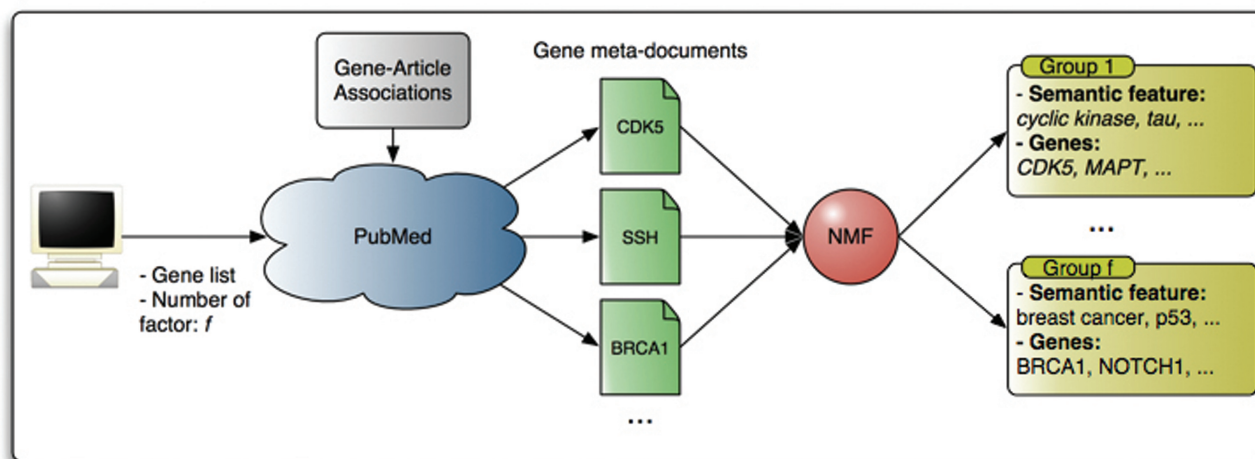 Gene-Article
Associations
PubMed
- Gene list
- Number of
factor: f
Gene meta-documents
CDK5
SSH
BRCA1
...
NMF
Group 1
- Semantic feature:
cyclic kinase, tau, ...
- Genes:
CDK5, MAPT, ...
...
Group f
- Semantic feature:
breast cancer, p53, ...
- Genes:
BRCA1, NOTCH1, ...